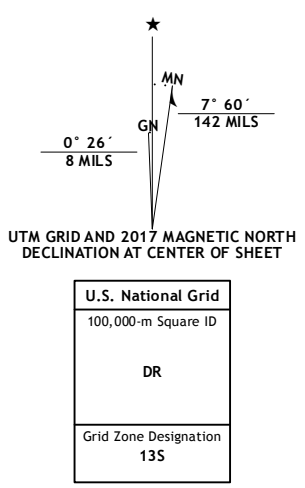 ★
MN
GN
7° 60´
142 MILS
0° 26´
8 MILS
UTM GRID AND 2017 MAGNETIC NORTH
DECLINATION AT CENTER OF SHEET
U.S. National Grid
100,000-m Square ID
DR
Grid Zone Designation
13S